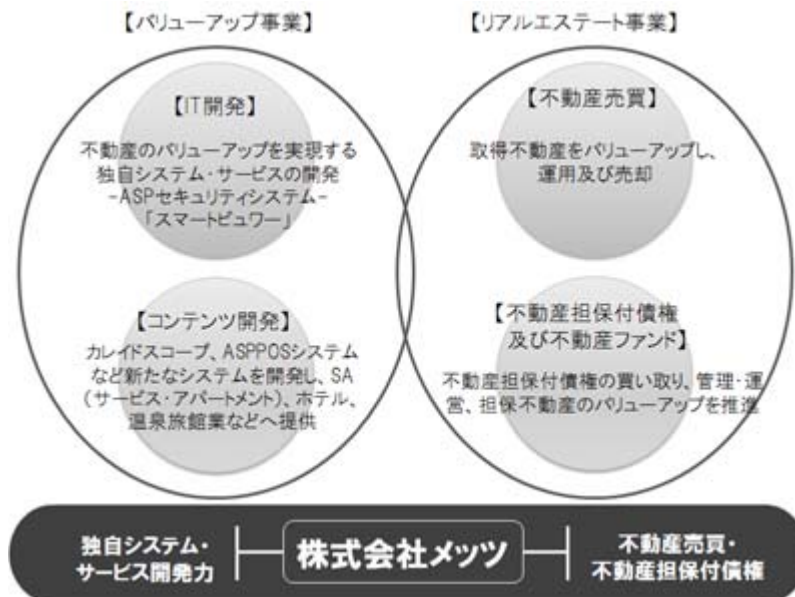 【バリューアップ事業】
【リアルエステート事業】
【IT開発】
不動産のバリューアップを実現する
独自システム・サービスの開発
-ASPセキュリティシステム-
「スマートビュワー」
【不動産売買】
取得不動産をバリューアップし、
運用及び売却
【コンテンツ開発】
カレイドスコープ、ASPPOSシステム
など新たなシステムを開発し、SA
(サービス・アパートメント)、ホテル、
温泉旅館業などへ提供
【不動産担保付債権
及び不動産ファンド】
不動産担保付債権の買い取り、管理・運
営、担保不動産のバリューアップを推進
独自システム・
サービス開発力
株式会社メッツ
不動産売買・
不動産担保付債権